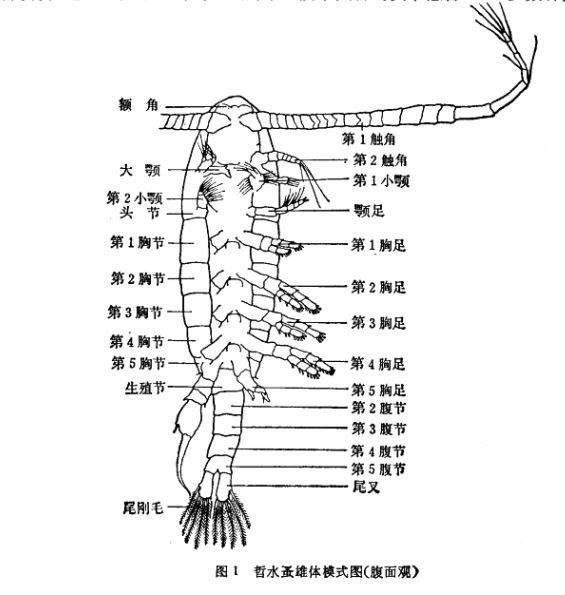 额角
第1触角
第2触角
大颚
第1小颚
第2小颚
头节
颚足
第1胸节
第1胸足
第2胸节
第2胸足
第3胸节
第3胸足
第4胸节
第4胸足
第5胸节
生殖节
第5胸足
第2腹节
第3腹节
第4腹节
第5腹节
尾叉
尾刚毛
图1 哲水蚤雄体模式图(腹面观)